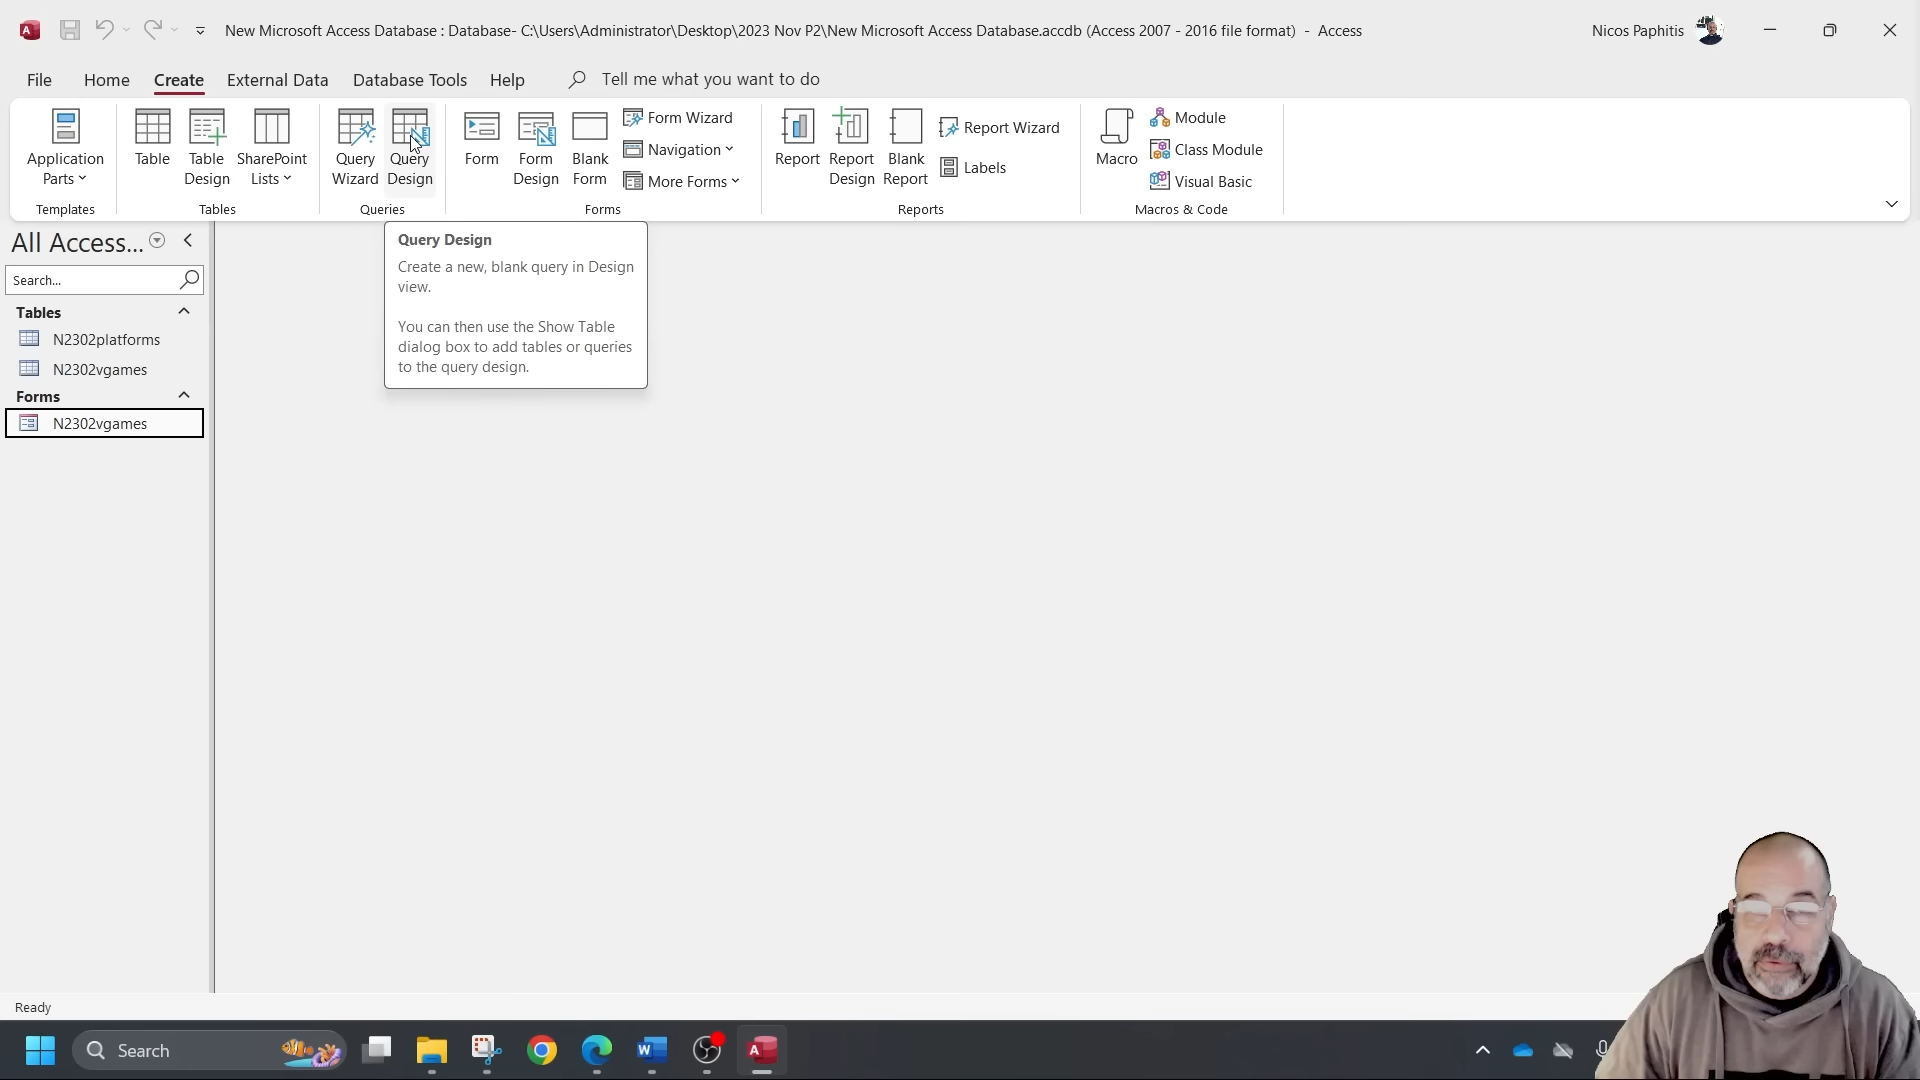 New Microsoft Access Database : Database- C:\Users\Administrator\Desktop\2023 Nov P2\New Microsoft Access Database.accdb (Access 2007 - 2016 file format) - Access
Nicos Paphitis
File Home Create External Data Database Tools Help Tell me what you want to do
Application Parts
Templates
Table
Table Design
SharePoint Lists
Tables
Query Wizard
Query Design
Queries
Form
Form Design
Blank Form
Form Wizard
Navigation
More Forms
Forms
Report
Report Design
Blank Report
Report Wizard
Labels
Reports
Macro
Module
Class Module
Visual Basic
Macros & Code
All Access...
Search...
Tables
N2302platforms
N2302vgames
Forms
N2302vgames
Query Design
Create a new, blank query in Design
view.
You can then use the Show Table
dialog box to add tables or queries
to the query design.
Ready
Search